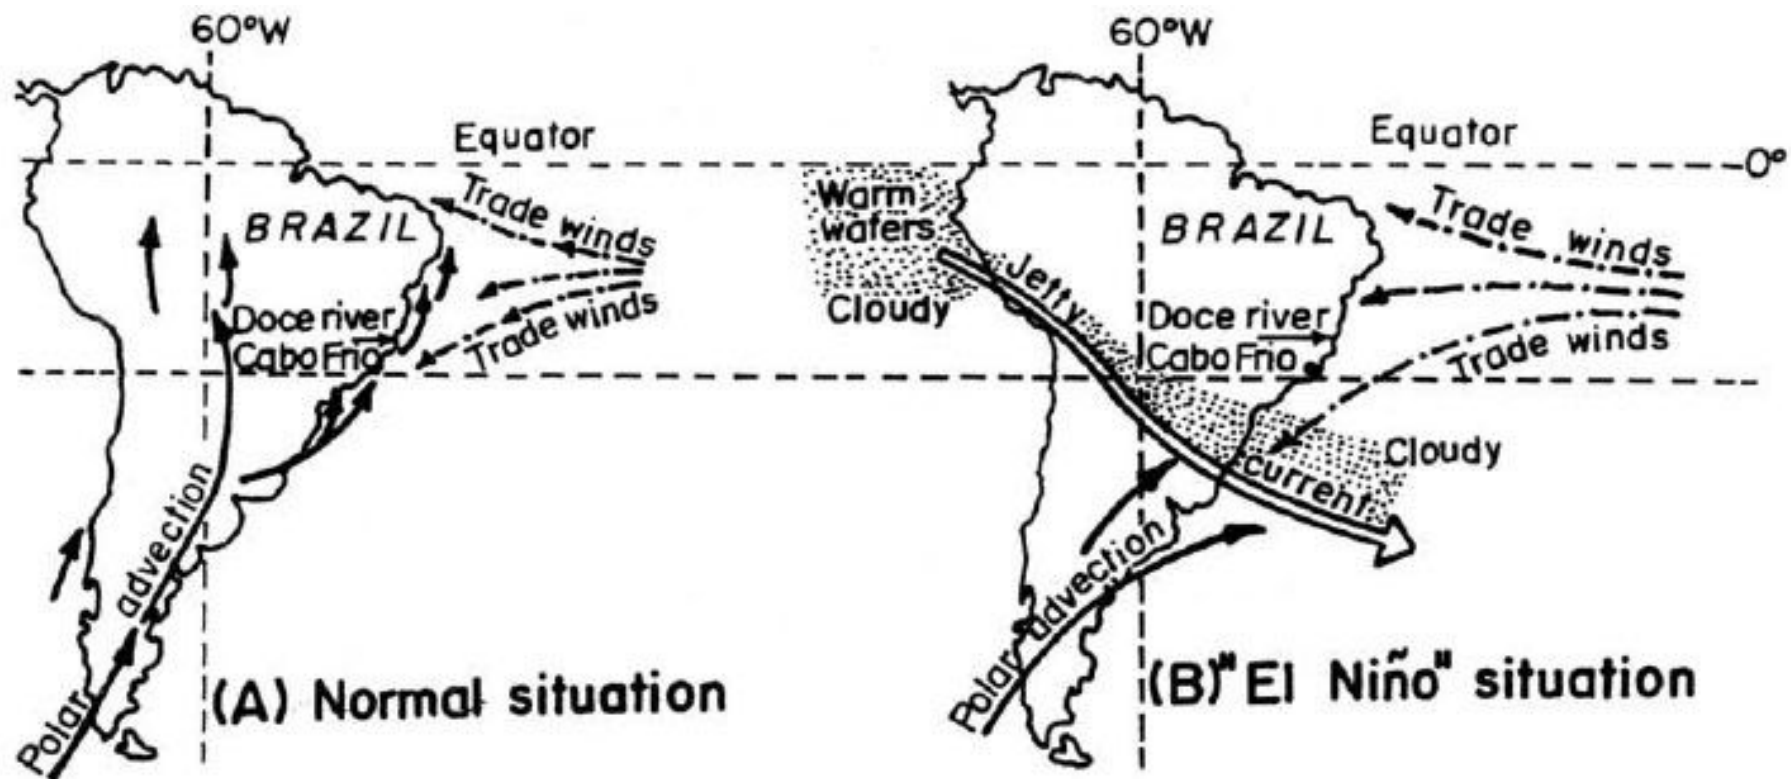 60°W
Equator
Trade winds
BRAZIL
Trade winds
Doce river
Cabo Frio
advection
Polar
(A) Normal situation
60°W
Equator
0°
Warm
wafers
Cloudy
Trade winds
BRAZIL
Jetty
Doce river
Cabo Frio
Trade winds
Cloudy
current
advection
Polar
(B)"El Niño" situation